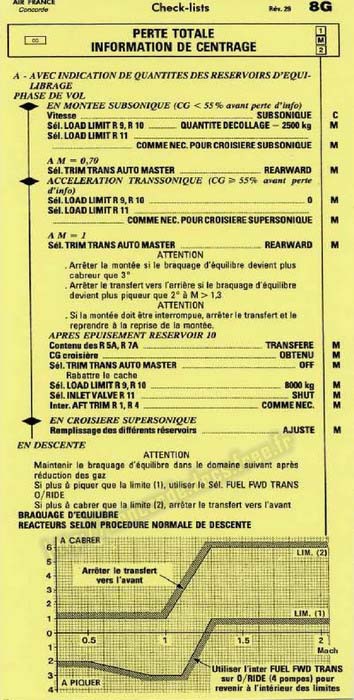 AIR FRANCE
Concorde
Check-lists
Rév. 29
8G
PERTE TOTALE
INFORMATION DE CENTRAGE
1
M
2
A - AVEC INDICATION DE QUANTITES DES RESERVOIRS D'EQUI-
LIBRAGE
PHASE DE VOL
EN MONTEE SUBSONIQUE (CG < 55% avant perte d'info)
Vitesse SUBSONIQUE C
Sél. LOAD LIMIT R 9, R 10 QUANTITE DECOLLAGE - 2500 kg M
Sél. LOAD LIMIT R 11
COMME NEC. POUR CROISIERE SUBSONIQUE M
A M = 0,70
Sél. TRIM TRANS AUTO MASTER REARWARD M
ACCELERATION TRANSSONIQUE (CG ≥ 55% avant perte
d'info)
Sél. LOAD LIMIT R 9, R 10 0 M
Sél. LOAD LIMIT R 11
COMME NEC. POUR CROISIERE SUPERSONIQUE M
A M = 1
Sél. TRIM TRANS AUTO MASTER REARWARD M
ATTENTION
. Arrêter la montée si le braquage d'équilibre devient plus
cabreur que 3°
. Arrêter le transfert vers l'arrière si le braquage d'équilibre
devient plus piqueur que 2° à M > 1,3
ATTENTION
. Si la montée doit être interrompue, arrêter le transfert et le
reprendre à la reprise de la montée.
APRES EPUISEMENT RESERVOIR 10
Contenu des R 5A, R 7A TRANSFERE M
CG croisière OBTENU M
Sél. TRIM TRANS AUTO MASTER OFF M
Rabattre le cache
Sél. LOAD LIMIT R 9, R 10 8000 kg M
Sél. INLET VALVE R 11 SHUT M
Inter. AFT TRIM R 1, R 4 COMME NEC. M
EN CROISIERE SUPERSONIQUE
Remplissage des différents réservoirs AJUSTE M
EN DESCENTE
ATTENTION
Maintenir le braquage d'équilibre dans le domaine suivant après
réduction des gaz
Si plus à piquer que la limite (1), utiliser le Sél. FUEL FWD TRANS
O/RIDE
Si plus à cabrer que la limite (2), arrêter le transfert vers l'avant
BRAQUAGE D'EQUILIBRE
REACTEURS SELON PROCEDURE NORMALE DE DESCENTE
A CABRER
6
5
4
3
2
1
0
1
2
3
4
LIM. (2)
Arrêter le transfert
vers l'avant
LIM. (1)
0.5
1
1.5
2
Mach
A PIQUER
Utiliser l'inter FUEL FWD TRANS
sur O/RIDE (4 pompes) pour
revenir à l'intérieur des limites